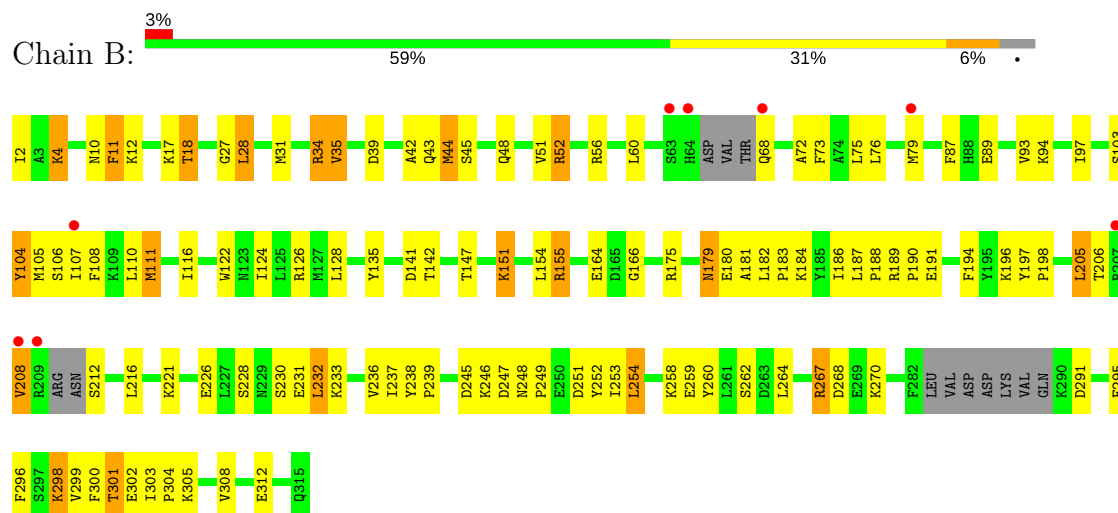 3%
Chain B:
59% 31% 6% •
I2 A3 K4 N10 F11 K12 K17 T18 G27 L28 M31 R34 V35 D39 A42 Q43 M44 S45 Q48 V51 R52 R56 L60 S63 H64 ASP VAL THR Q68 A72 F73 A74 L75 L76 M79 F87 H88 E89 V93 K94 I97 S103
Y104 M105 S106 I107 F108 K109 L110 M111 I116 W122 N123 I124 L125 R126 M127 L128 Y135 D141 T142 T147 K151 L154 R155 E164 D165 G166 R175 N179 E180 A181 L182 P183 K184 Y185 I186 L187 P188 R189 P190 E191 F194 Y195 K196 Y197 P198 L205 T206
V208 R209 ARG ASN S212 L216 K221 E226 L227 S228 N229 S230 E231 L232 K233 V236 I237 Y238 P239 D245 K246 D247 N248 P249 E250 D251 Y252 I253 L254 K258 E259 Y260 L261 S262 D263 L264 R267 D268 E269 K270 F282 LEU VAL ASP ASP LYS VAL GLN K290 D291
F296 S297 K298 V299 F300 T301 E302 I303 P304 K305 V308 E312 Q315